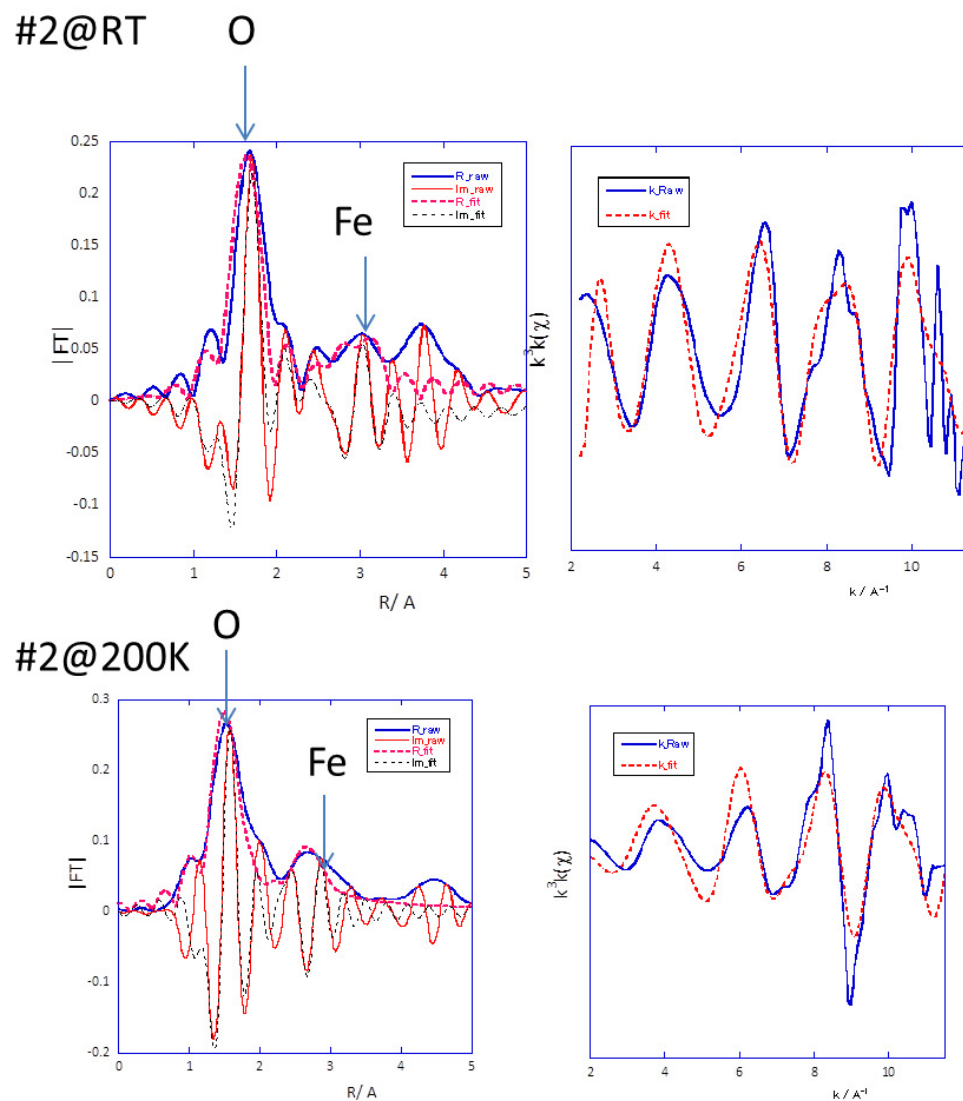 #2@RT O
0.25
0.2
0.15
0.1
0.05
0
-0.05
-0.1
-0.15
|FT|
R_raw
Im_raw
R_fit
Im_fit
Fe
0 1 2 3 4 5
R/ A
k³k(χ)
k_Raw
k_fit
2 4 6 8 10
k / A⁻¹
#2@200K O
0.3
0.2
0.1
0
-0.1
-0.2
|FT|
R_raw
Im_raw
R_fit
Im_fit
Fe
0 1 2 3 4 5
R/ A
k³k(χ)
k_Raw
k_fit
2 4 6 8 10
k / A⁻¹